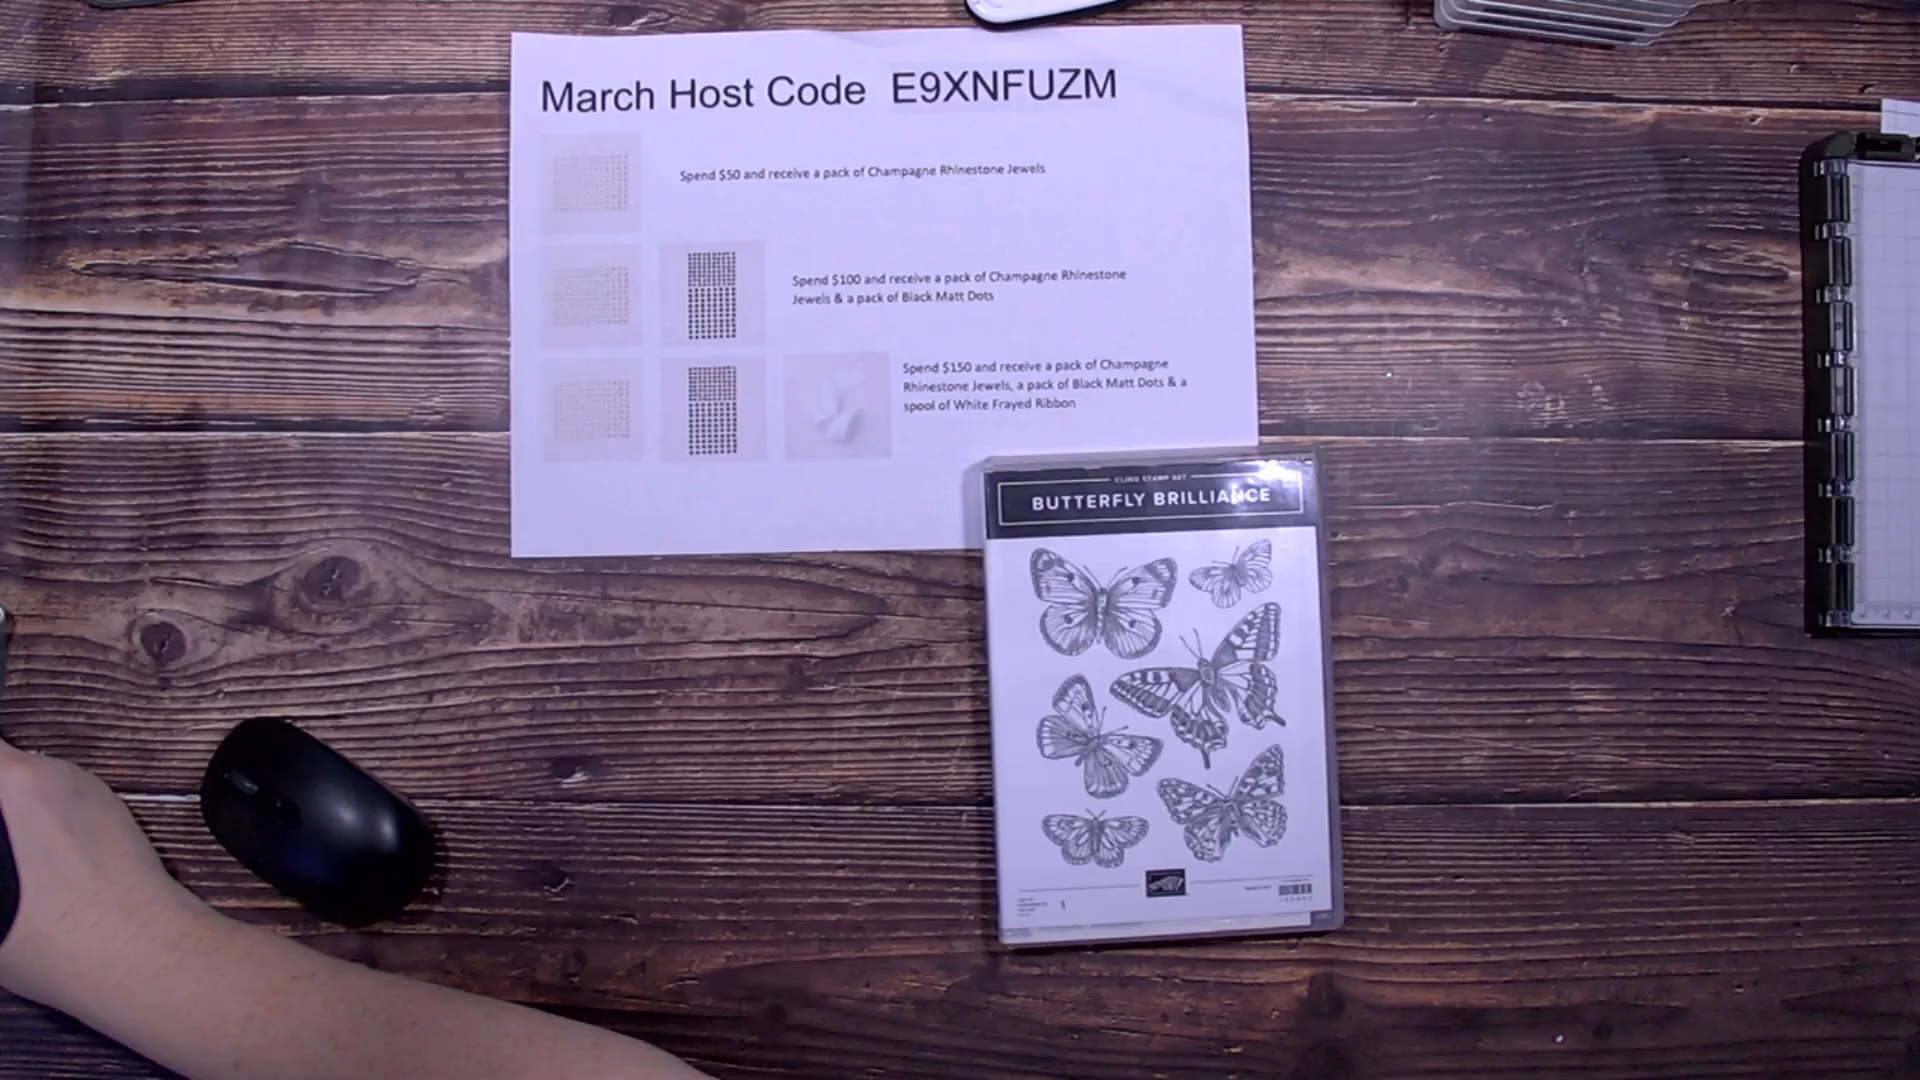 March Host Code E9XNFUZM
Spend $50 and receive a pack of Champagne Rhinestone Jewels
Spend $100 and receive a pack of Champagne Rhinestone
Jewels & a pack of Black Matt Dots
Spend $150 and receive a pack of Champagne
Rhinestone Jewels, a pack of Black Matt Dots & a
spool of White Frayed Ribbon
CLING STAMP SET
BUTTERFLY BRILLIANCE
1